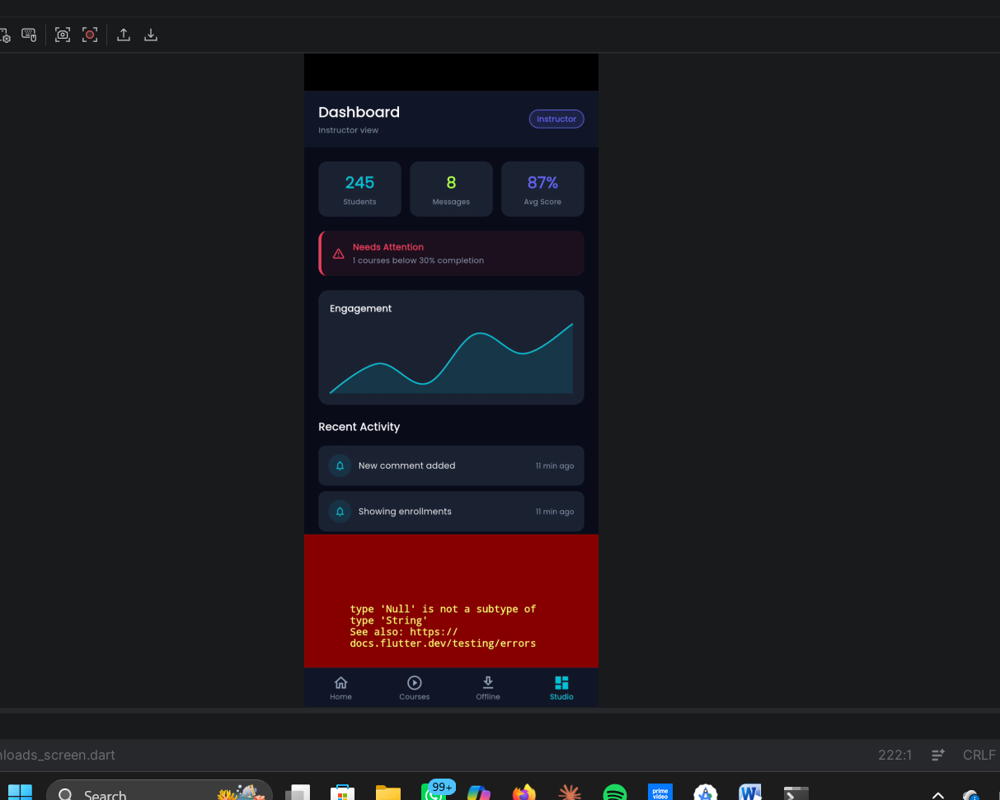 Dashboard
Instructor view
Instructor
245
Students
8
Messages
87%
Avg Score
Needs Attention
1 courses below 30% completion
Engagement
Recent Activity
New comment added
11 min ago
Showing enrollments
11 min ago
type 'Null' is not a subtype of
type 'String'
See also: https://
docs.flutter.dev/testing/errors
Home
Courses
Offline
Studio
nloads_screen.dart
222:1
CRLF
Search
99+
prime
video
W